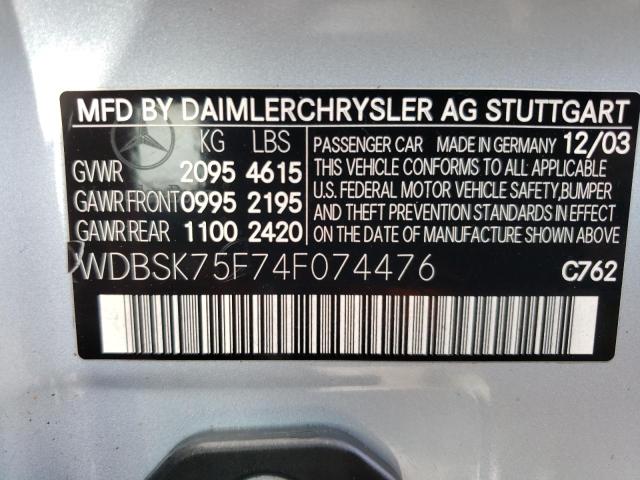 MFD BY DAIMLERCHRYSLER AG STUTTGART
KG LBS
GVWR 2095 4615
GAWR FRONT 0995 2195
GAWR REAR 1100 2420
PASSENGER CAR MADE IN GERMANY 12/03
THIS VEHICLE CONFORMS TO ALL APPLICABLE
U.S. FEDERAL MOTOR VEHICLE SAFETY,BUMPER
AND THEFT PREVENTION STANDARDS IN EFFECT
ON THE DATE OF MANUFACTURE SHOWN ABOVE.
WDBSK75F74F074476
C762